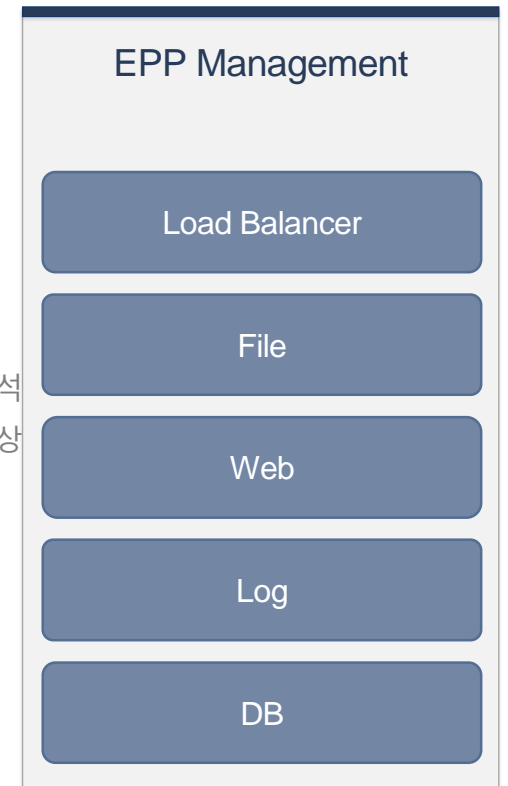 EPP Management
Load Balancer
File
석
상
Web
Log
DB